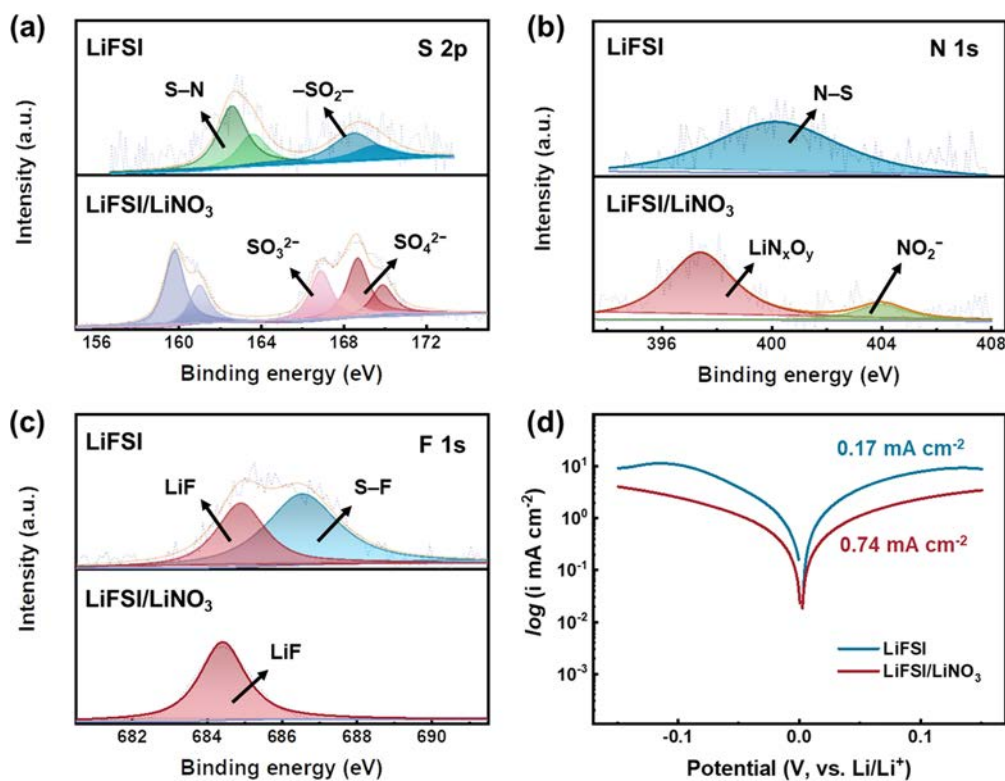 (a)
LiFSI
S 2p
S–N
–SO₂–
LiFSI/LiNO₃
SO₃²⁻
SO₄²⁻
Intensity (a.u.)
156 160 164 168 172
Binding energy (eV)
(b)
LiFSI
N 1s
N–S
LiFSI/LiNO₃
LiNₓOᵧ
NO₂⁻
Intensity (a.u.)
396 400 404 408
Binding energy (eV)
(c)
LiFSI
F 1s
LiF
S–F
LiFSI/LiNO₃
LiF
Intensity (a.u.)
682 684 686 688 690
Binding energy (eV)
(d)
0.17 mA cm⁻²
0.74 mA cm⁻²
LiFSI
LiFSI/LiNO₃
log (i mA cm⁻²)
10¹
10⁰
10⁻¹
10⁻²
10⁻³
-0.1 0.0 0.1
Potential (V, vs. Li/Li⁺)